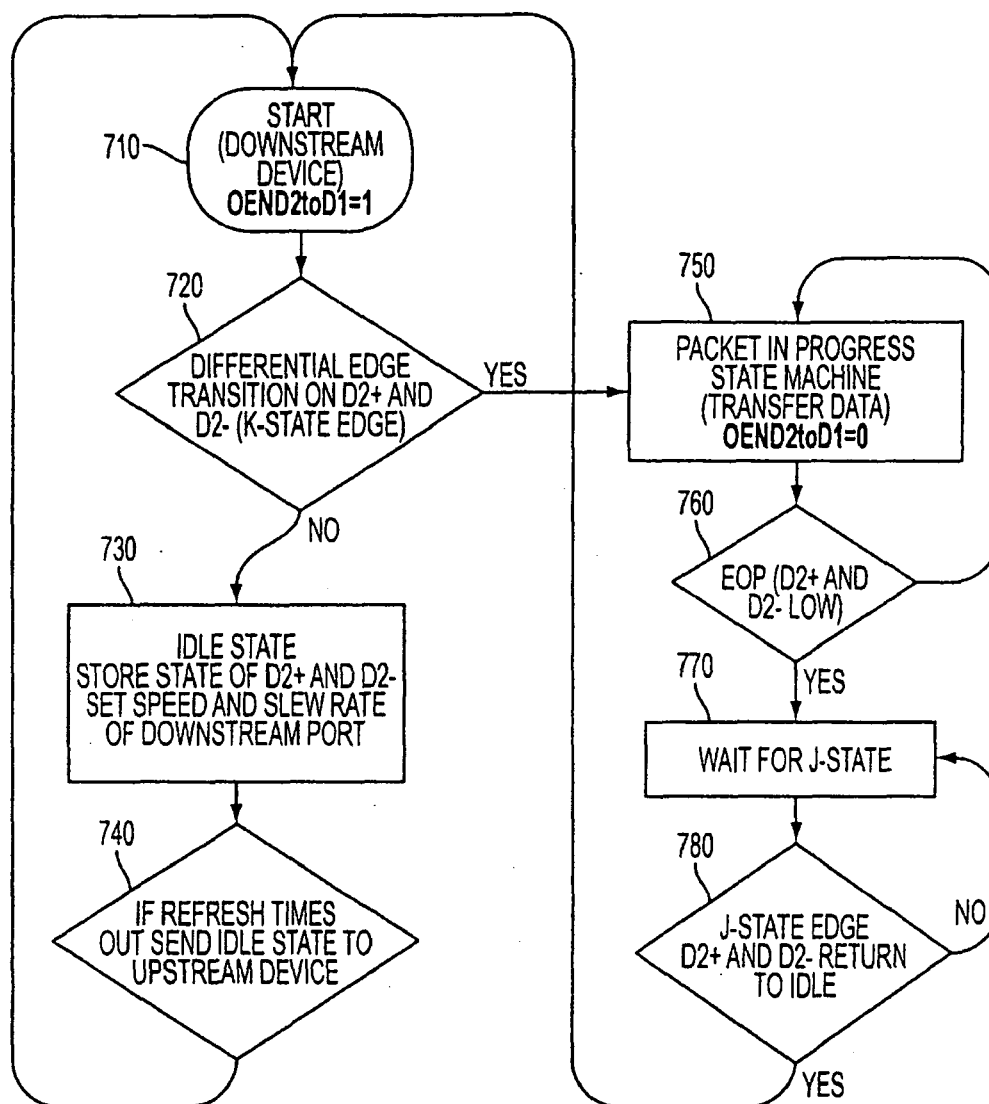 710
START
(DOWNSTREAM
DEVICE)
OEND2toD1=1
720
DIFFERENTIAL EDGE
TRANSITION ON D2+ AND
D2- (K-STATE EDGE)
YES
NO
730
IDLE STATE
STORE STATE OF D2+ AND D2-
SET SPEED AND SLEW RATE
OF DOWNSTREAM PORT
740
IF REFRESH TIMES
OUT SEND IDLE STATE TO
UPSTREAM DEVICE
750
PACKET IN PROGRESS
STATE MACHINE
(TRANSFER DATA)
OEND2toD1=0
760
EOP (D2+ AND
D2- LOW)
YES
770
WAIT FOR J-STATE
780
J-STATE EDGE
D2+ AND D2- RETURN
TO IDLE
NO
YES